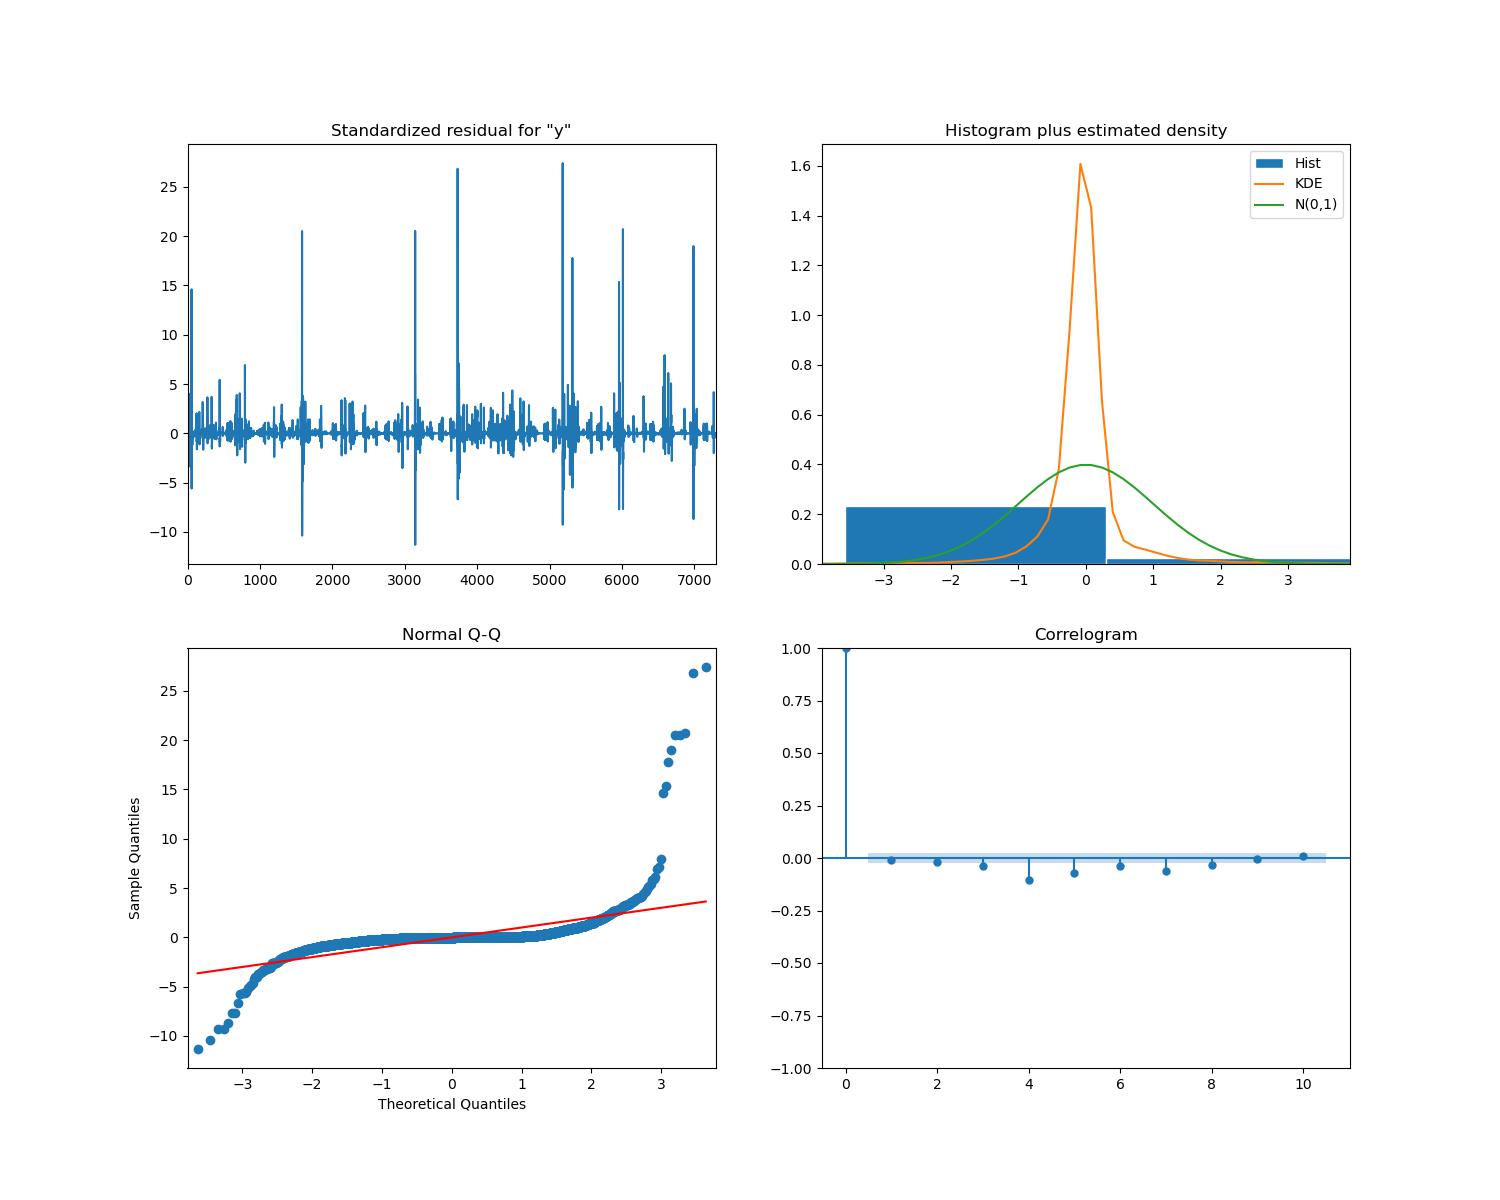 Standardized residual for "y"
25
20
15
10
5
0
−5
−10
0 1000 2000 3000 4000 5000 6000 7000
Histogram plus estimated density
Hist
KDE
N(0,1)
1.6
1.4
1.2
1.0
0.8
0.6
0.4
0.2
0.0
−3 −2 −1 0 1 2 3
Normal Q-Q
Sample Quantiles
25
20
15
10
5
0
−5
−10
−3 −2 −1 0 1 2 3
Theoretical Quantiles
Correlogram
1.00
0.75
0.50
0.25
0.00
−0.25
−0.50
−0.75
−1.00
0 2 4 6 8 10